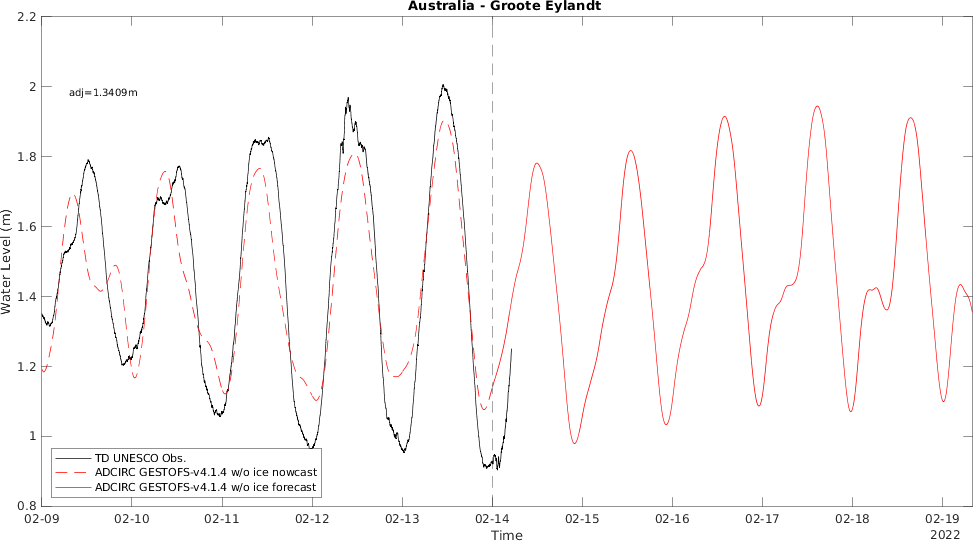 Australia - Groote Eylandt
2.2
2
1.8
1.6
1.4
1.2
1
0.8
Water Level (m)
adj=1.3409m
TD UNESCO Obs.
ADCIRC GESTOFS-v4.1.4 w/o ice nowcast
ADCIRC GESTOFS-v4.1.4 w/o ice forecast
02-09 02-10 02-11 02-12 02-13 02-14 02-15 02-16 02-17 02-18 02-19
Time
2022